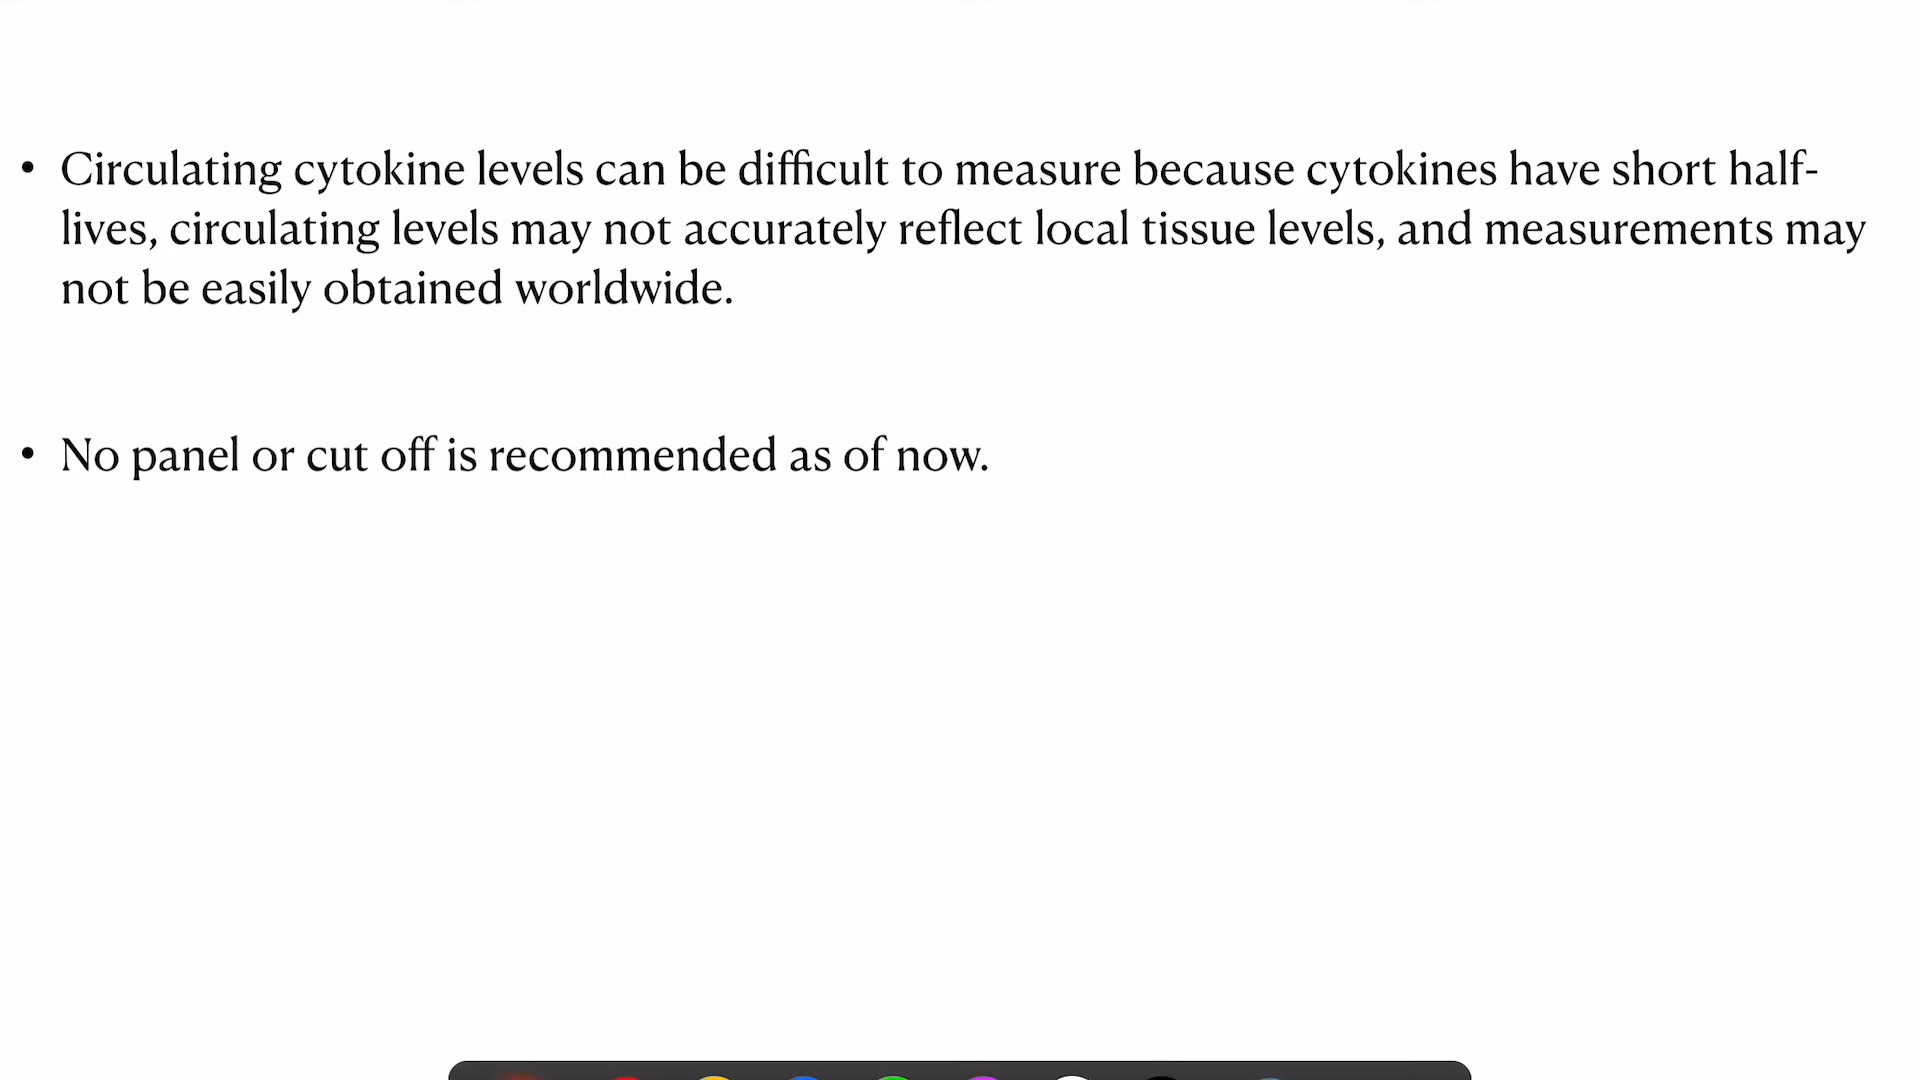 • Circulating cytokine levels can be difficult to measure because cytokines have short half-
lives, circulating levels may not accurately reflect local tissue levels, and measurements may
not be easily obtained worldwide.
• No panel or cut off is recommended as of now.